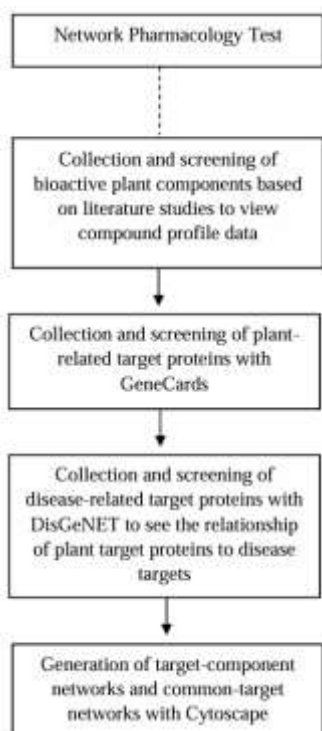 Network Pharmacology Test
Collection and screening of
bioactive plant components based
on literature studies to view
compound profile data
Collection and screening of plant-
related target proteins with
GeneCards
Collection and screening of
disease-related target proteins with
DisGeNET to see the relationship
of plant target proteins to disease
targets
Generation of target-component
networks and common-target
networks with Cytoscape